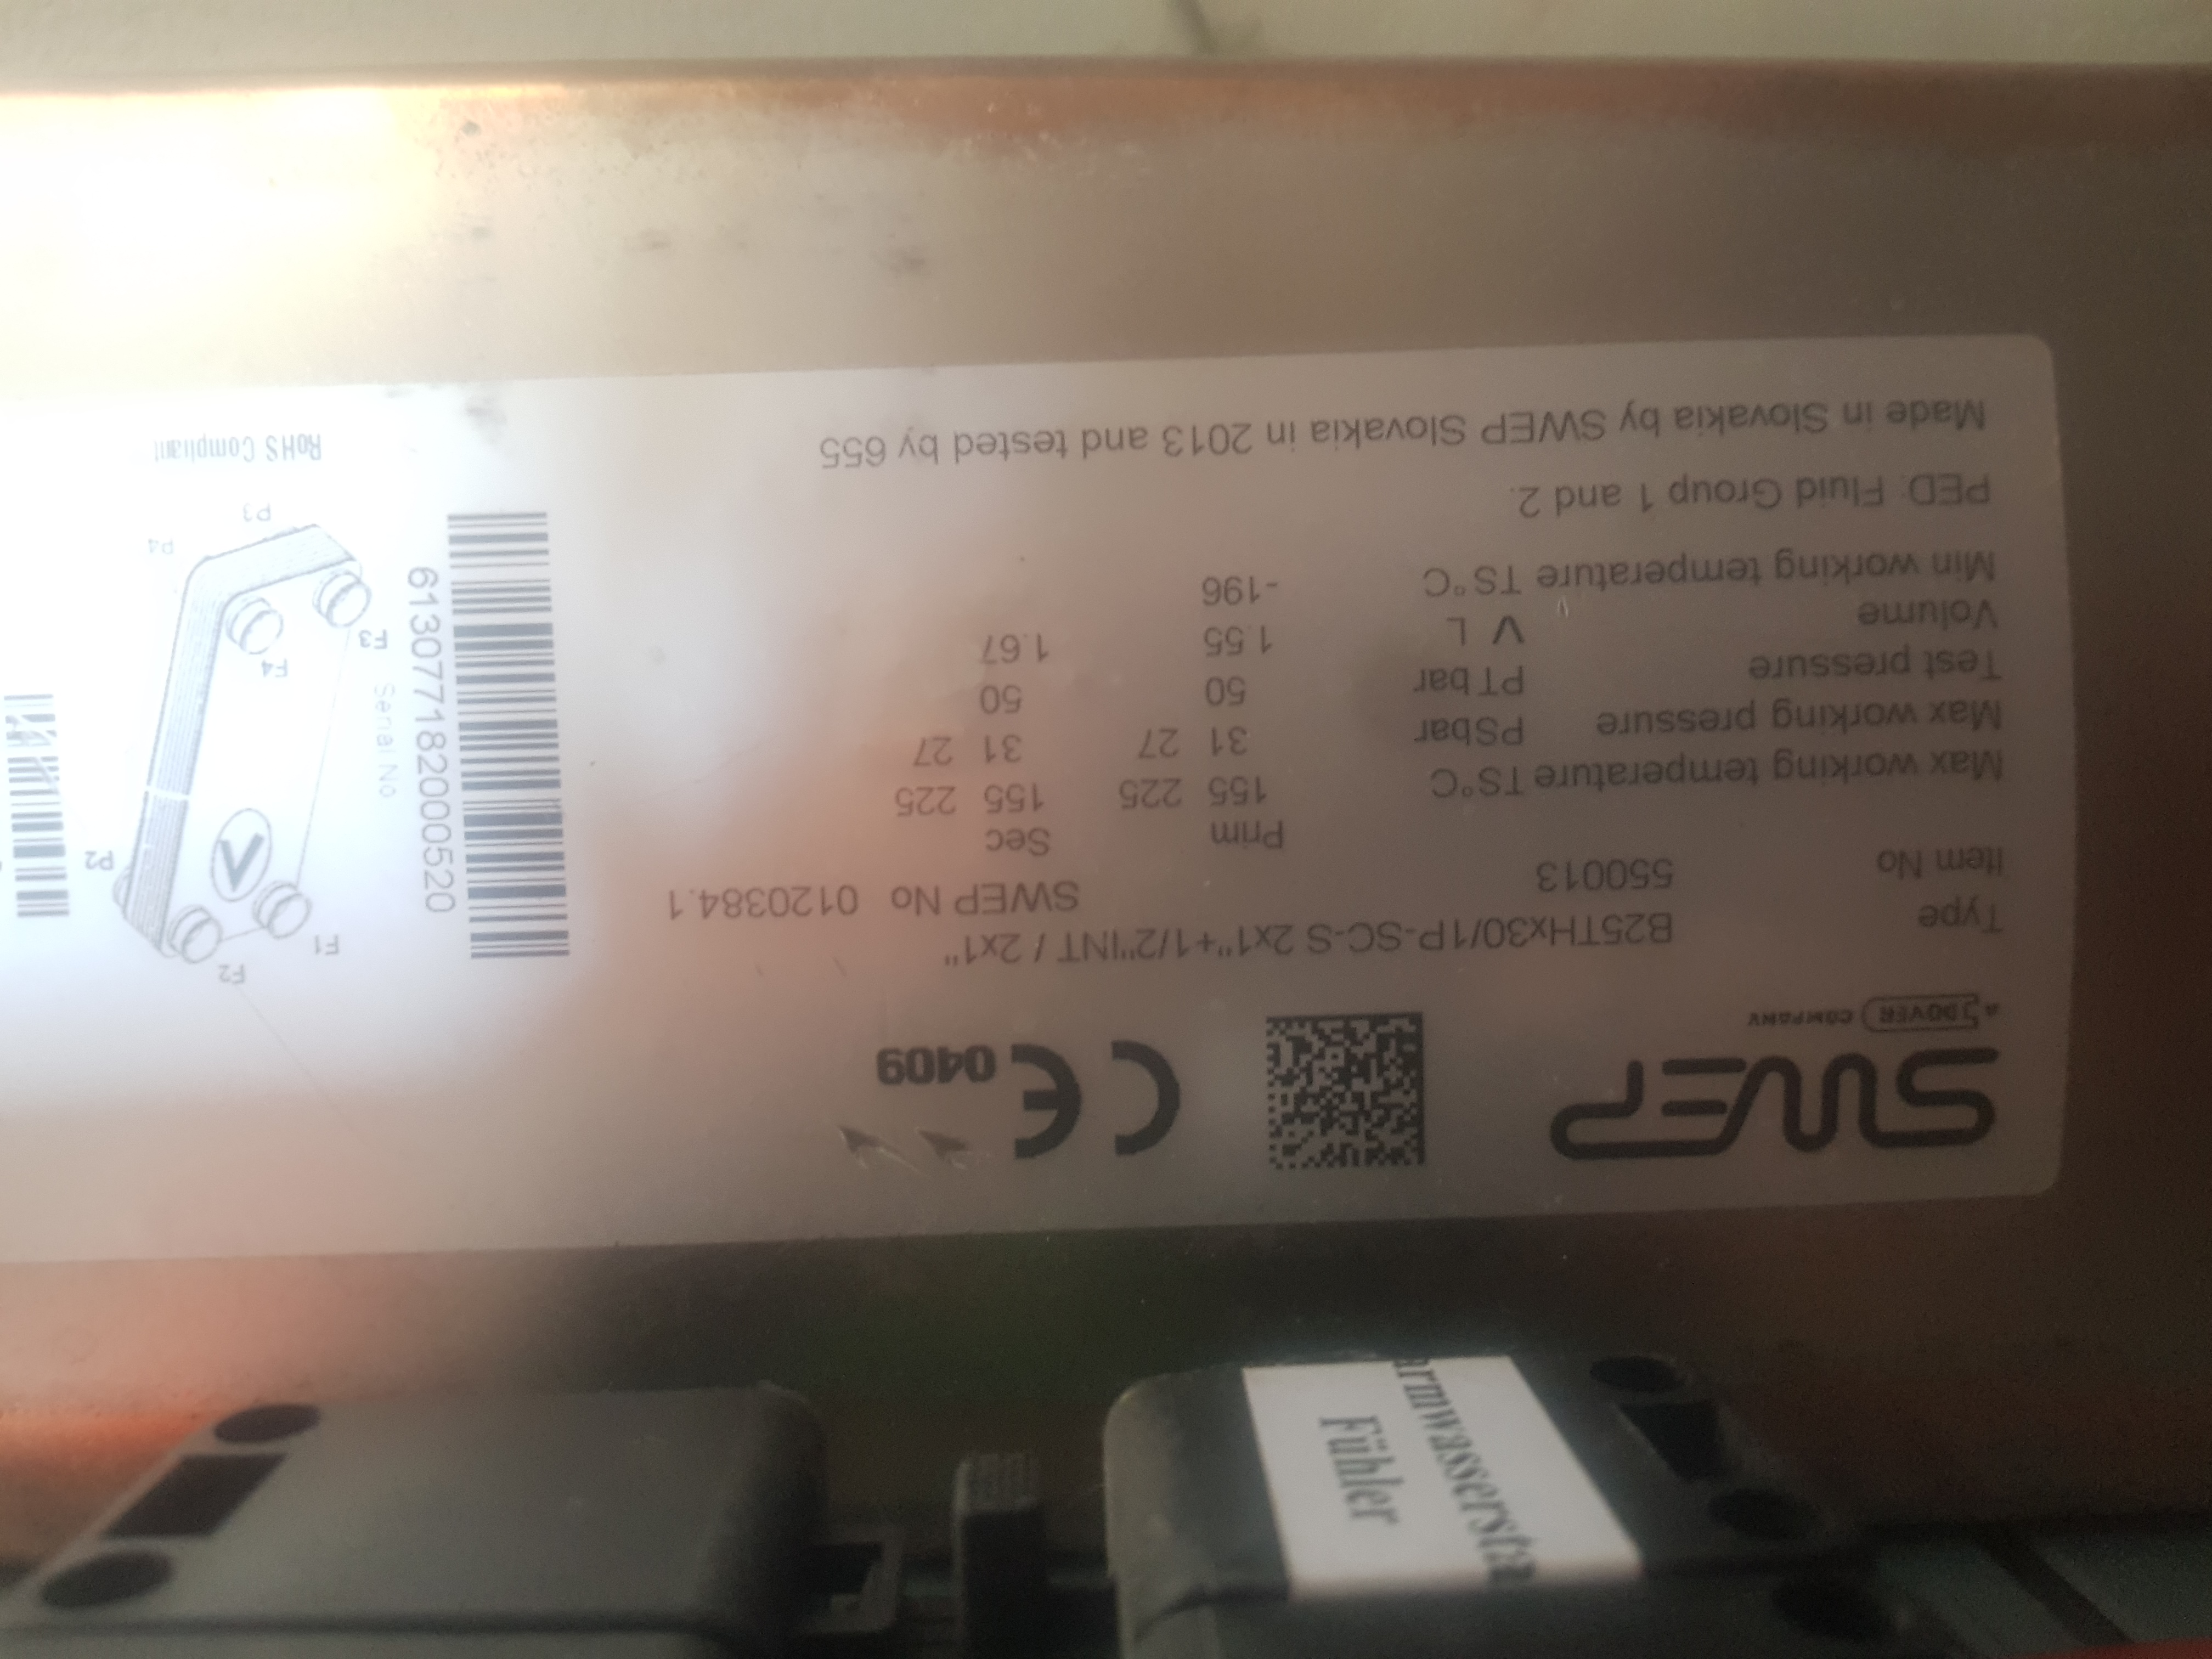 SWEP
A DOVER COMPANY
CE 0409
Type B25THx30/1P-SC-S 2x1"+1/2"INT / 2x1"
Item No 550013 SWEP No 0120384.1
Prim Sec
Max working temperature TS°C 155 225 155 225
Max working pressure PSbar 31 27 31 27
Test pressure PTbar 50 50
Volume V L 1.55 1.67
Min working temperature TS°C -196
PED: Fluid Group 1 and 2.
Made in Slovakia by SWEP Slovakia in 2013 and tested by 655
6130771820000520
Serial No
F2
F1
P2
F4
F3
P4
P3
RoHS Compliant
Fühler